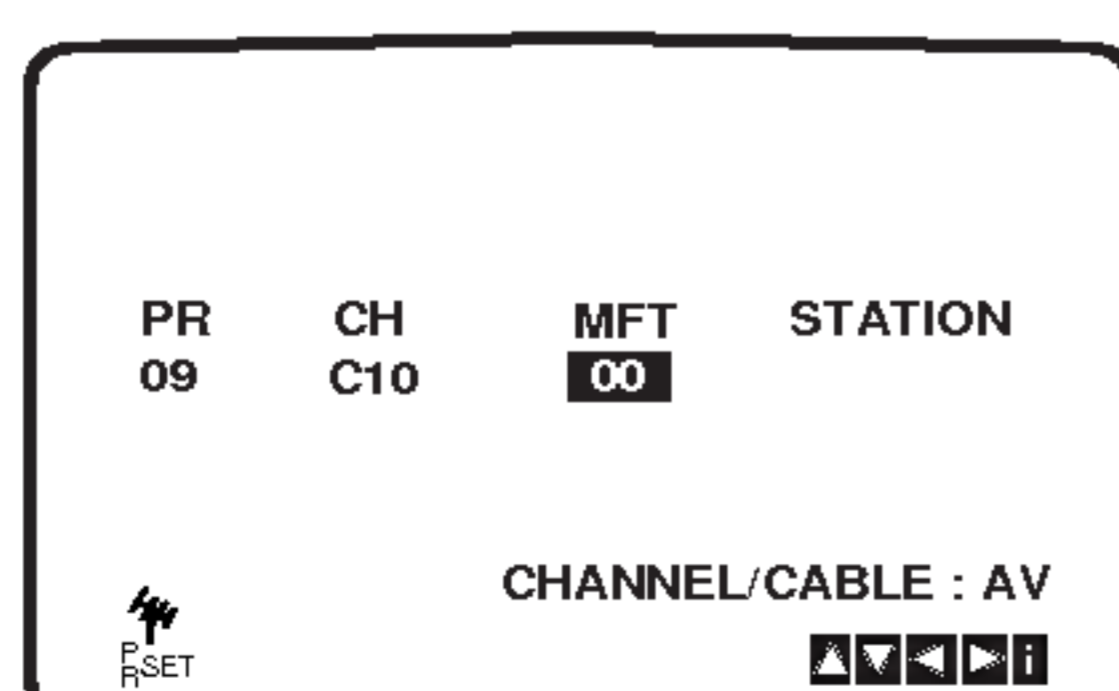 PR CH MFT STATION
09 C10 00
CHANNEL/CABLE : AV
PR SET
i